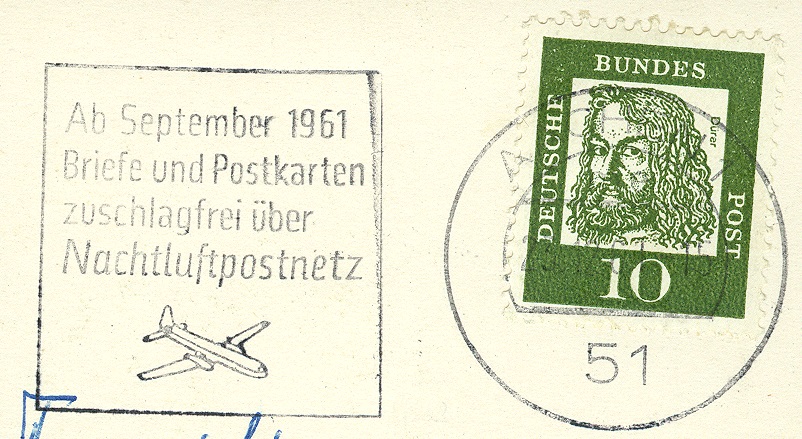 Ab September 1961
Briefe und Postkarten
zuschlagfrei über
Nachtluftpostnetz
BUNDES
DEUTSCHE
POST
Dürer
10
51